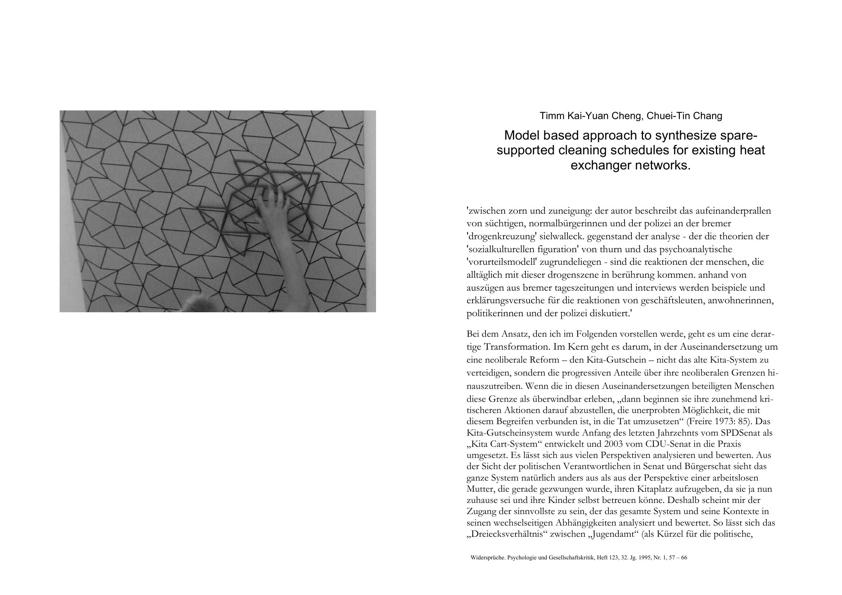 Timm Kai-Yuan Cheng, Chuei-Tin Chang
Model based approach to synthesize spare-
supported cleaning schedules for existing heat
exchanger networks.
'zwischen zorn und zuneigung: der autor beschreibt das aufeinanderprallen
von süchtigen, normalbürgerinnen und der polizei an der bremer
'drogenkreuzung' sielwalleck. gegenstand der analyse - der die theorien der
'sozialkulturellen figuration' von thurn und das psychoanalytische
'vorurteilsmodell' zugrundeliegen - sind die reaktionen der menschen, die
alltäglich mit dieser drogenszene in berührung kommen. anhand von
auszügen aus bremer tageszeitungen und interviews werden beispiele und
erklärungsversuche für die reaktionen von geschäftsleuten, anwohnerinnen,
politikerinnen und der polizei diskutiert.'
Bei dem Ansatz, den ich im Folgenden vorstellen werde, geht es um eine derar-
tige Transformation. Im Kern geht es darum, in der Auseinandersetzung um
eine neoliberale Reform – den Kita-Gutschein – nicht das alte Kita-System zu
verteidigen, sondern die progressiven Anteile über ihre neoliberalen Grenzen hi-
nauszutreiben. Wenn die in diesen Auseinandersetzungen beteiligten Menschen
diese Grenze als überwindbar erleben, „dann beginnen sie ihre zunehmend kri-
tischeren Aktionen darauf abzustellen, die unerprobten Möglichkeit, die mit
diesem Begreifen verbunden ist, in die Tat umzusetzen“ (Freire 1973: 85). Das
Kita-Gutscheinsystem wurde Anfang des letzten Jahrzehnts vom SPDSenat als
„Kita Cart-System“ entwickelt und 2003 vom CDU-Senat in die Praxis
umgesetzt. Es lässt sich aus vielen Perspektiven analysieren und bewerten. Aus
der Sicht der politischen Verantwortlichen in Senat und Bürgerschat sieht das
ganze System natürlich anders aus als aus der Perspektive einer arbeitslosen
Mutter, die gerade gezwungen wurde, ihren Kitaplatz aufzugeben, da sie ja nun
zuhause sei und ihre Kinder selbst betreuen könne. Deshalb scheint mir der
Zugang der sinnvollste zu sein, der das gesamte System und seine Kontexte in
seinen wechselseitigen Abhängigkeiten analysiert und bewertet. So lässt sich das
„Dreiecksverhältnis“ zwischen „Jugendamt“ (als Kürzel für die politische,
Widersprüche. Psychologie und Gesellschaftskritik, Heft 123, 32. Jg. 1995, Nr. 1, 57 – 66